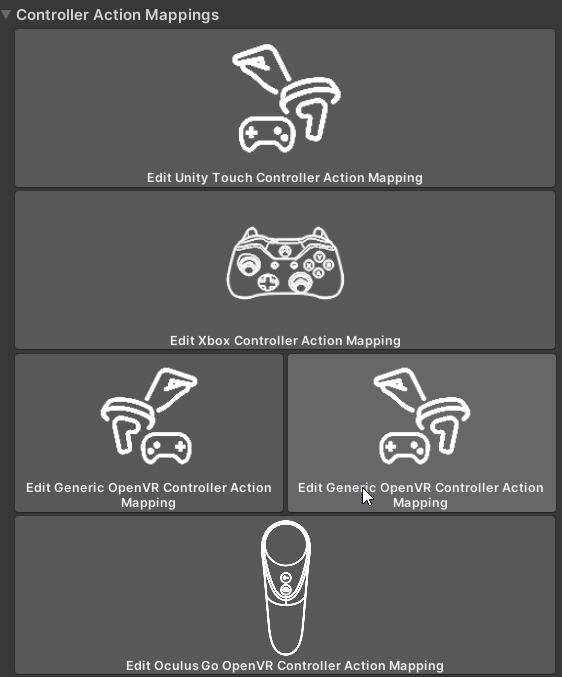 Controller Action Mappings
Edit Unity Touch Controller Action Mapping
Edit Xbox Controller Action Mapping
Edit Generic OpenVR Controller Action
Mapping
Edit Generic OpenVR Controller Action
Mapping
Edit Oculus Go OpenVR Controller Action Mapping